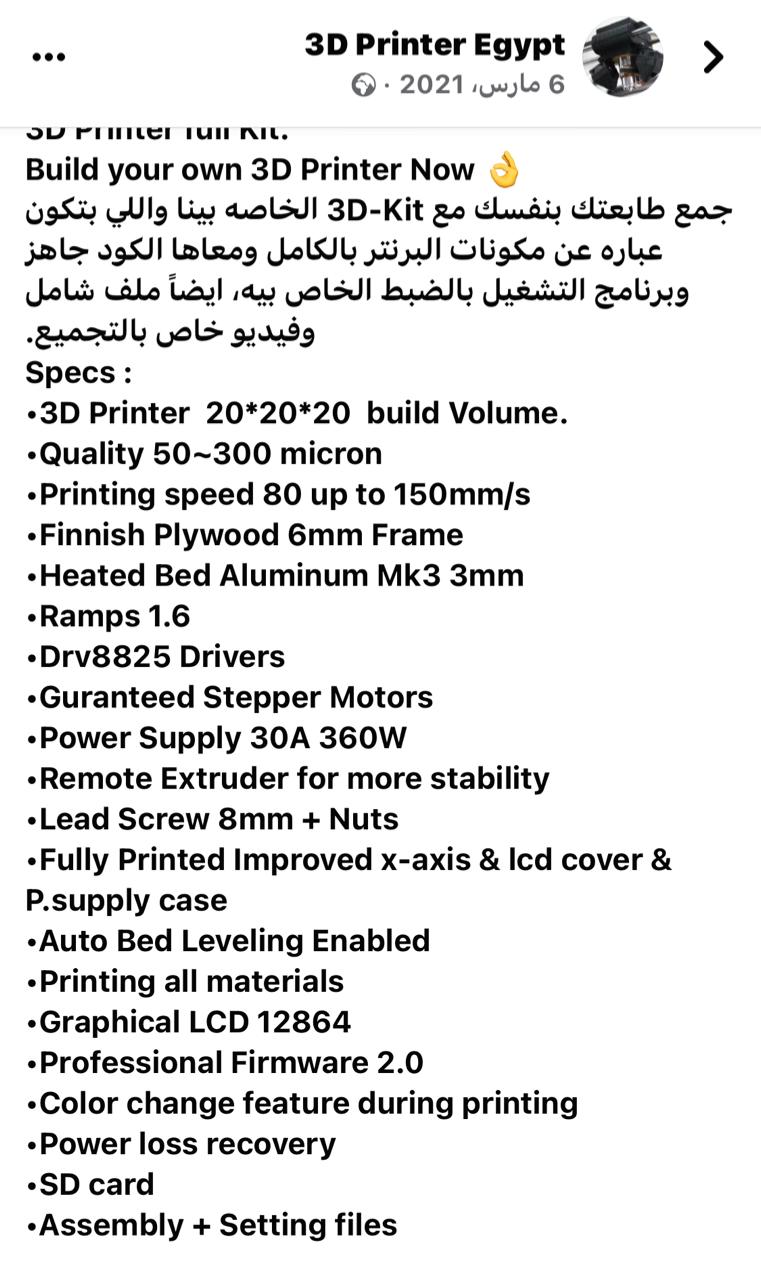 3D Printer Egypt
6 مارس، 2021 ·
3D Printer full Kit.
Build your own 3D Printer Now 👌
جمع طابعتك بنفسك مع 3D-Kit الخاصه بينا واللي بتكون
عباره عن مكونات البرنتر بالكامل ومعاها الكود جاهز
وبرنامج التشغيل بالضبط الخاص بيه، ايضاً ملف شامل
وفيديو خاص بالتجميع.
Specs :
•3D Printer  20*20*20  build Volume.
•Quality 50~300 micron
•Printing speed 80 up to 150mm/s
•Finnish Plywood 6mm Frame
•Heated Bed Aluminum Mk3 3mm
•Ramps 1.6
•Drv8825 Drivers
•Guranteed Stepper Motors
•Power Supply 30A 360W
•Remote Extruder for more stability
•Lead Screw 8mm + Nuts
•Fully Printed Improved x-axis & lcd cover &
P.supply case
•Auto Bed Leveling Enabled
•Printing all materials
•Graphical LCD 12864
•Professional Firmware 2.0
•Color change feature during printing
•Power loss recovery
•SD card
•Assembly + Setting files